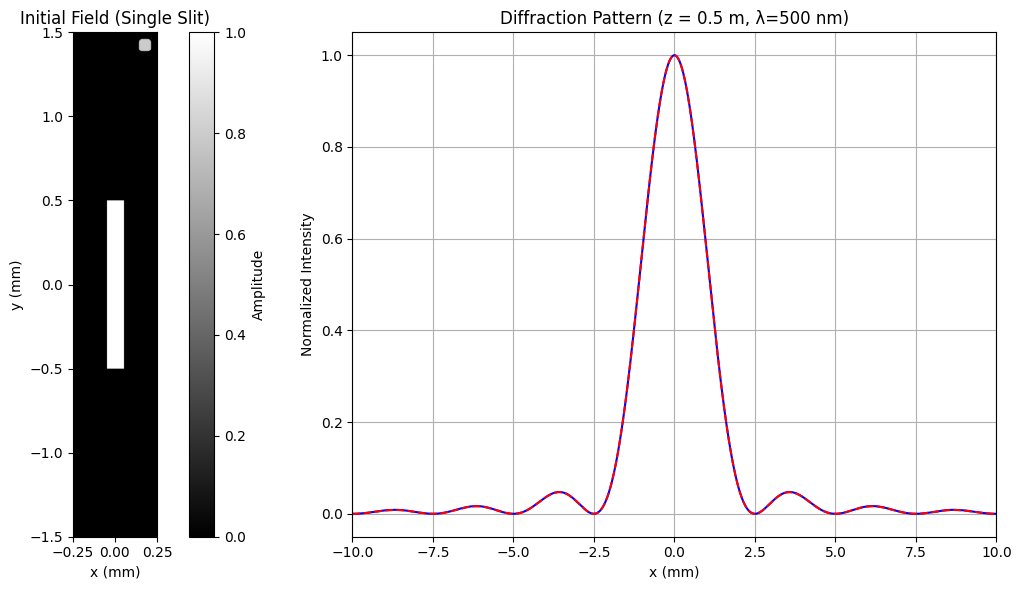 Initial Field (Single Slit)
1.5
1.0
0.5
0.0
−0.5
−1.0
−1.5
y (mm)
−0.25 0.00 0.25
x (mm)
1.0
0.8
0.6
0.4
0.2
0.0
Amplitude
Diffraction Pattern (z = 0.5 m, λ=500 nm)
1.0
0.8
0.6
0.4
0.2
0.0
Normalized Intensity
−10.0 −7.5 −5.0 −2.5 0.0 2.5 5.0 7.5 10.0
x (mm)